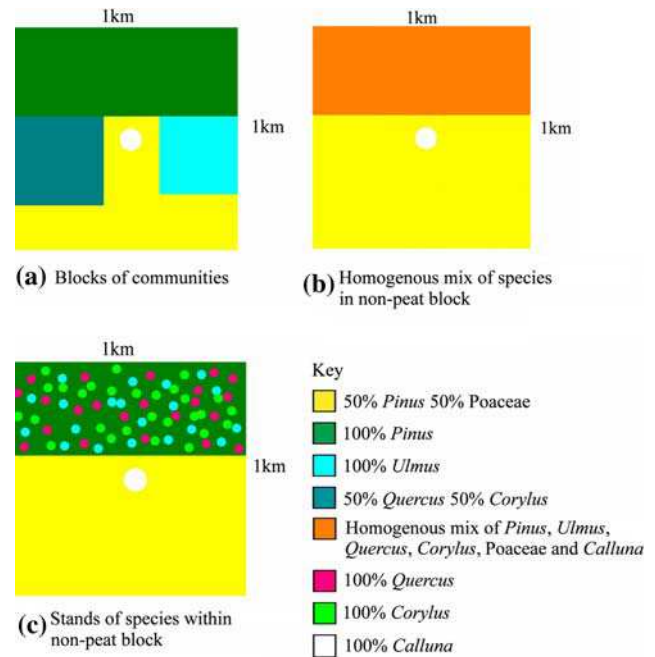 1km
1km
1km
1km
(a) Blocks of communities
(b) Homogenous mix of species
in non-peat block
1km
1km
(c) Stands of species within
non-peat block
Key
50% Pinus 50% Poaceae
100% Pinus
100% Ulmus
50% Quercus 50% Corylus
Homogenous mix of Pinus, Ulmus,
Quercus, Corylus, Poaceae and Calluna
100% Quercus
100% Corylus
100% Calluna